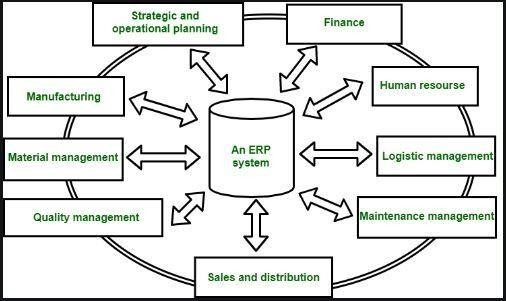 Strategic and
operational planning
Finance
Manufacturing
Human resourse
An ERP
system
Material management
Logistic management
Quality management
Maintenance management
Sales and distribution